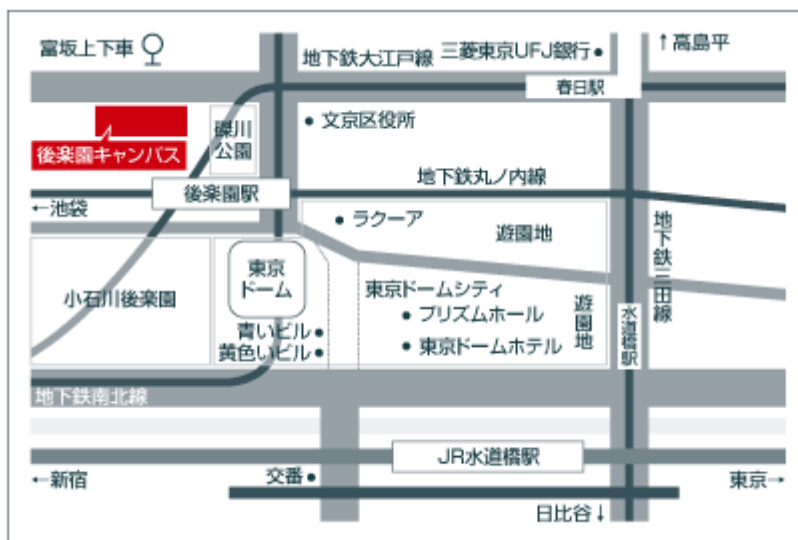 富坂上下車
地下鉄大江戸線
三菱東京UFJ銀行
↑高島平
春日駅
後楽園キャンパス
礫川
公園
文京区役所
地下鉄丸ノ内線
後楽園駅
←池袋
ラクーア
遊園地
地下鉄三田線
小石川後楽園
東京
ドーム
東京ドームシティ
プリズムホール
東京ドームホテル
遊園地
水道橋駅
青いビル
黄色いビル
地下鉄南北線
JR水道橋駅
←新宿
交番
東京→
日比谷↓